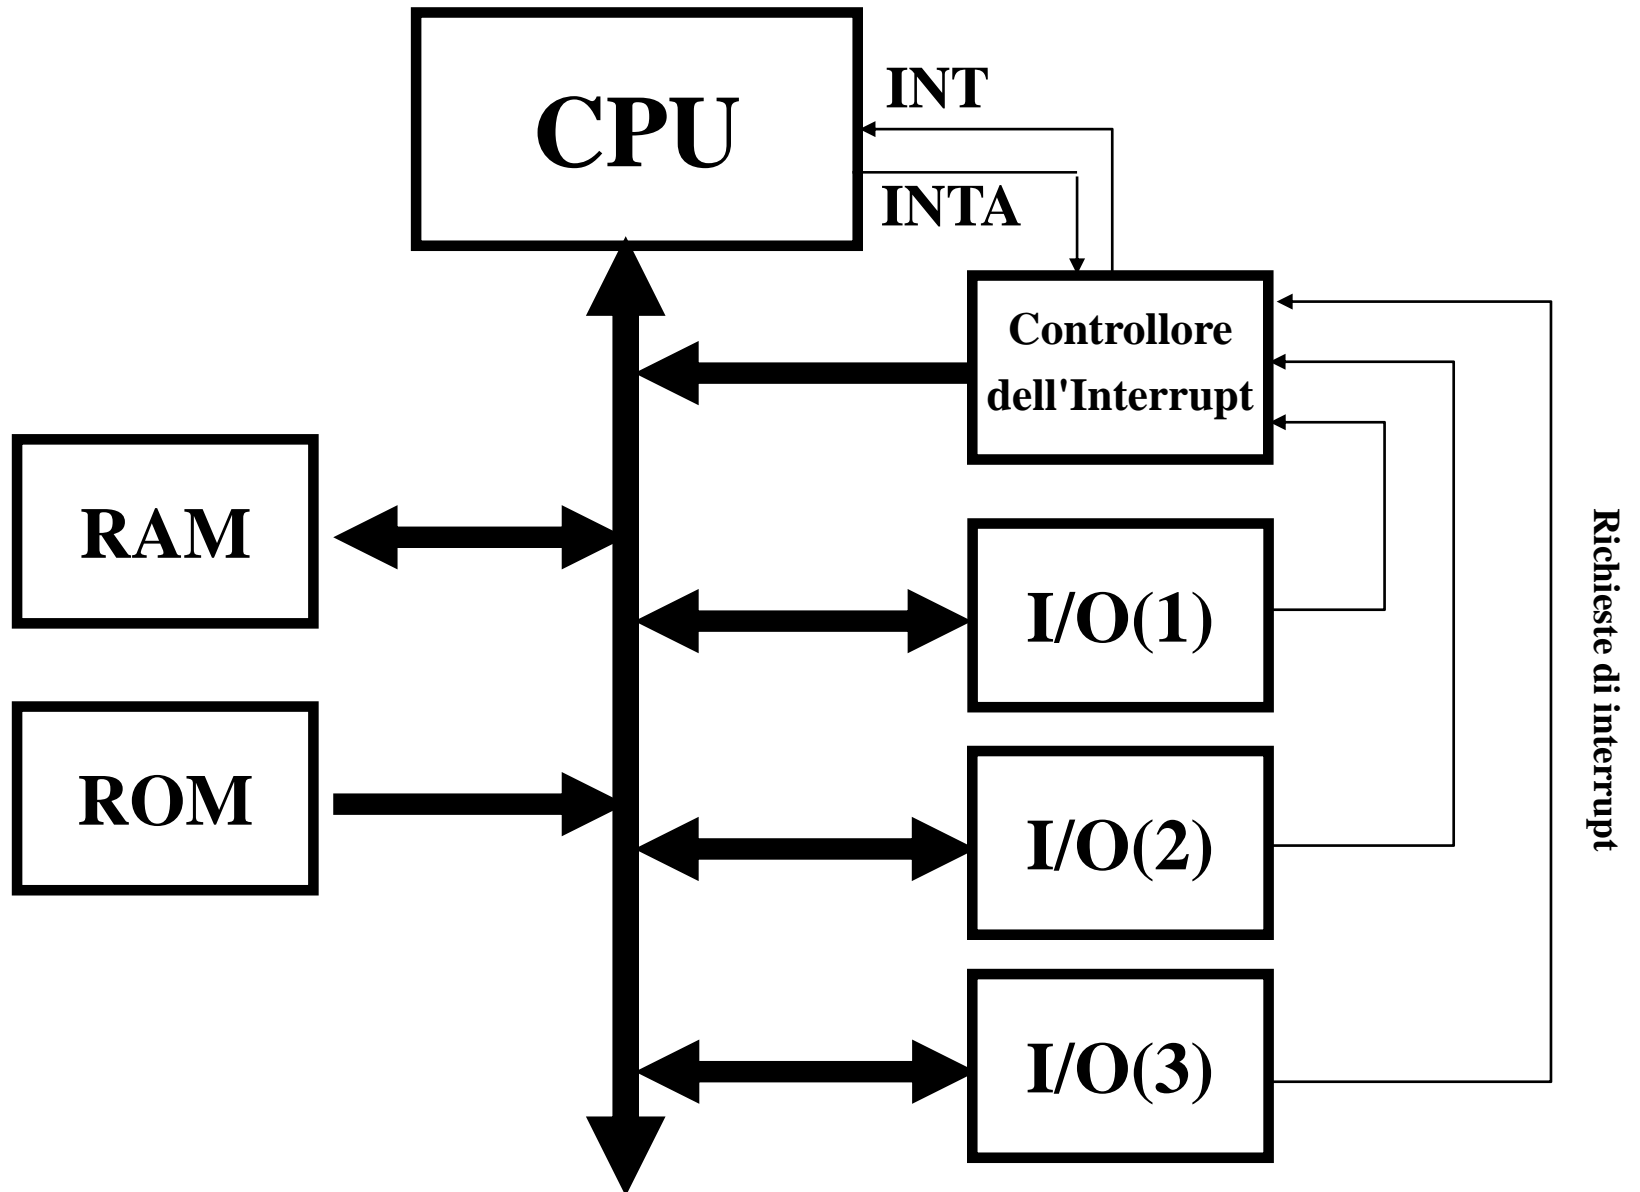 CPU
INT
INTA
Controllore
dell'Interrupt
RAM
I/O(1)
ROM
I/O(2)
I/O(3)
Richieste di interrupt